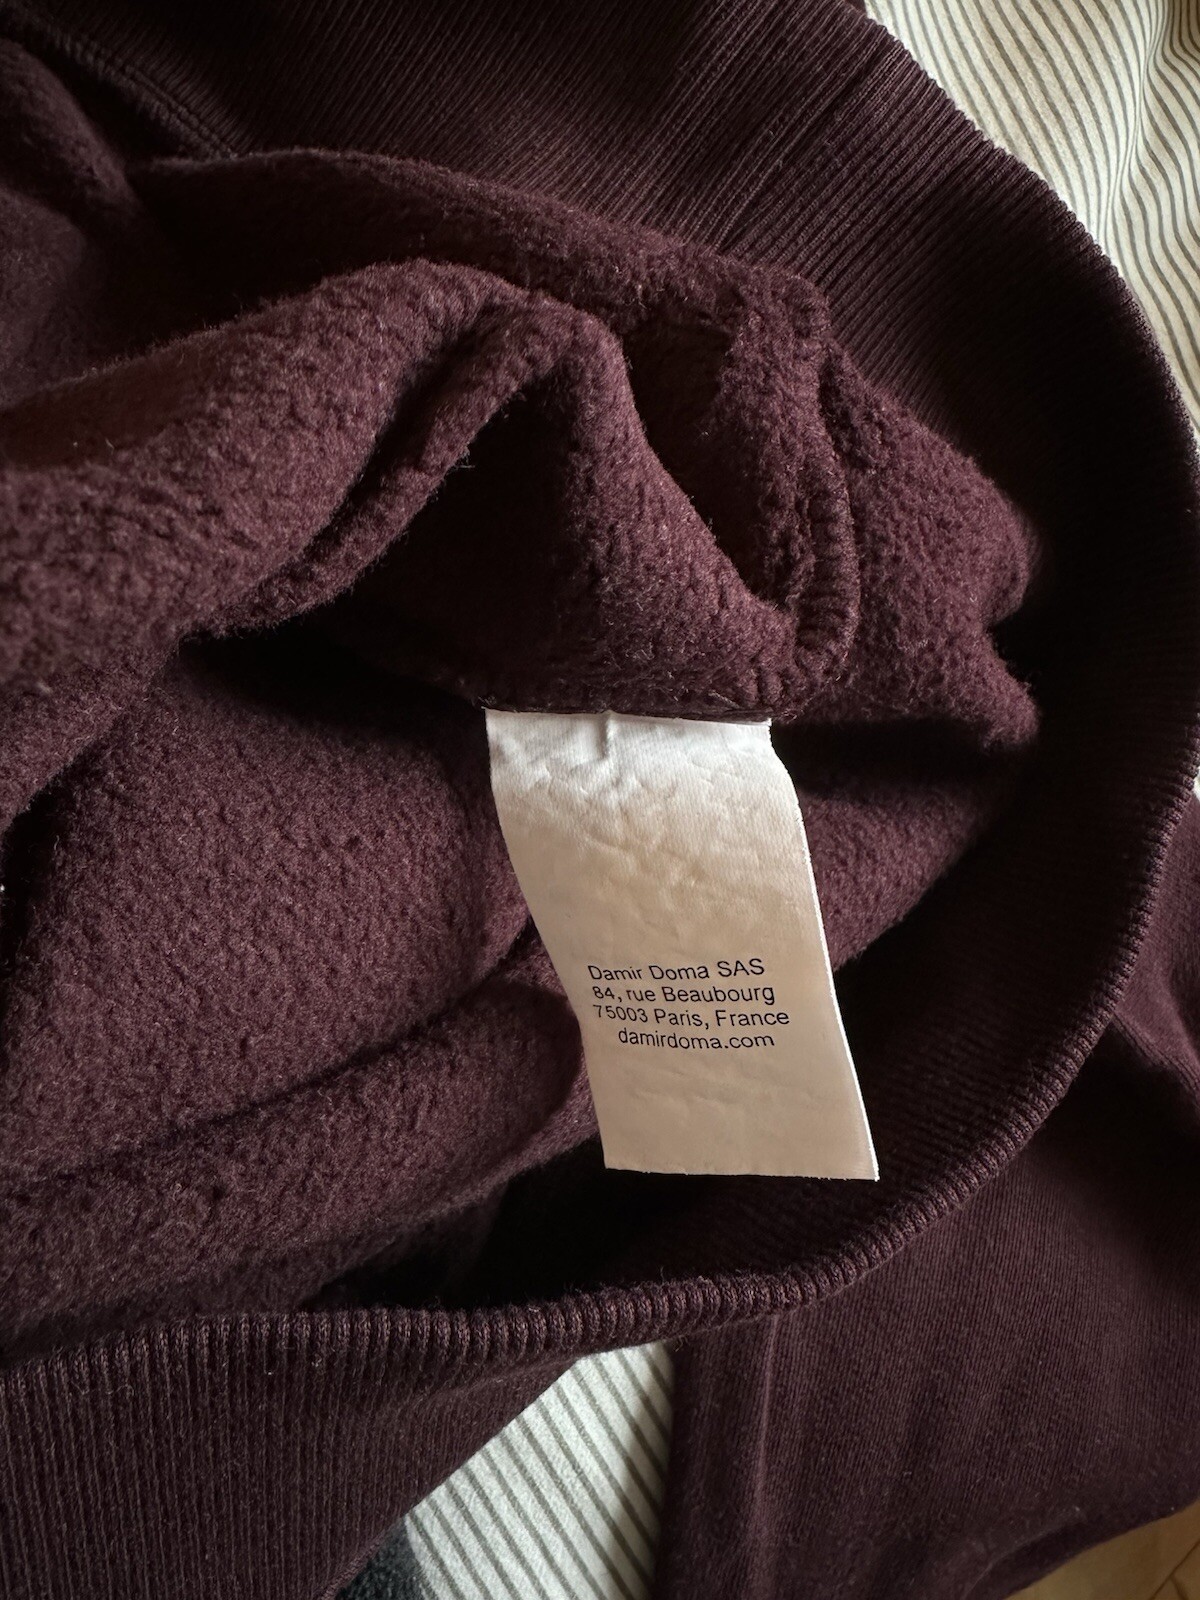 Damir Doma SAS
84, rue Beaubourg
75003 Paris, France
damirdoma.com